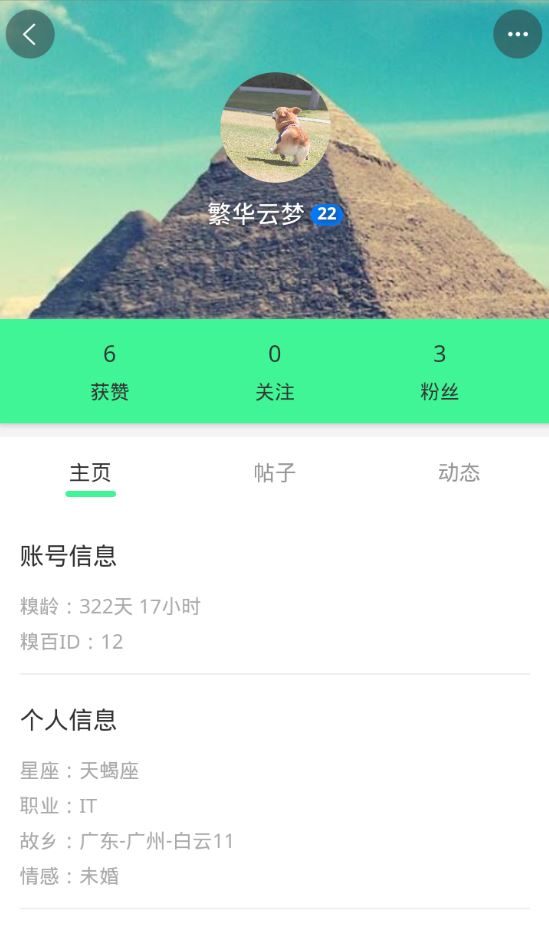 繁华云梦 22
6 0 3
获赞 关注 粉丝
主页 帖子 动态
账号信息
糗龄：322天 17小时
糗百ID：12
个人信息
星座：天蝎座
职业：IT
故乡：广东-广州-白云11
情感：未婚